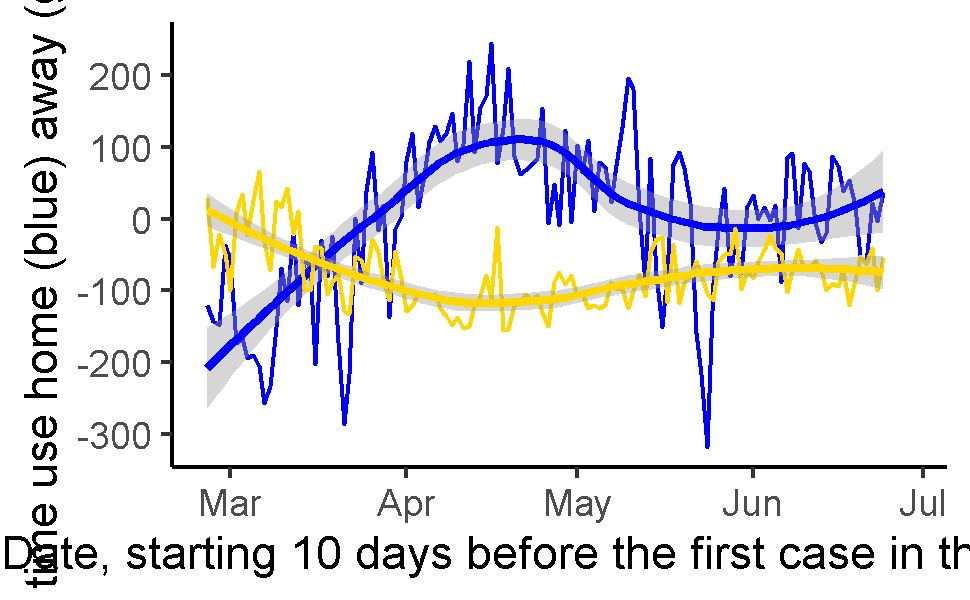 time use home (blue) away (
200
100
0
-100
-200
-300
Mar Apr May Jun Jul
Date, starting 10 days before the first case in th